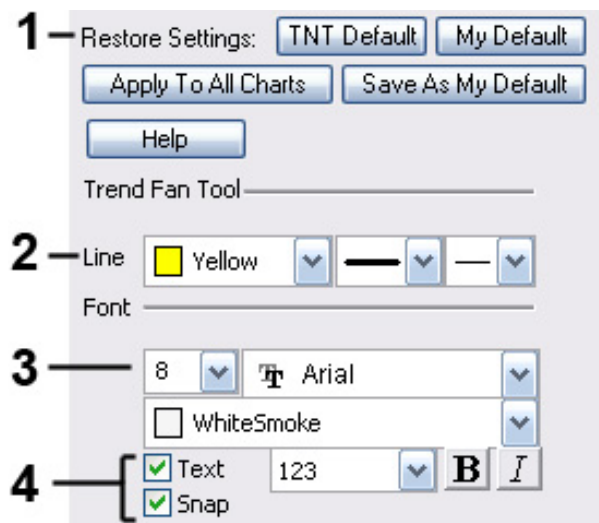 1 Restore Settings: TNT Default My Default
Apply To All Charts Save As My Default
Help
Trend Fan Tool
2 Line Yellow
Font
3 8 Arial
WhiteSmoke
4 Text 123 B I
Snap